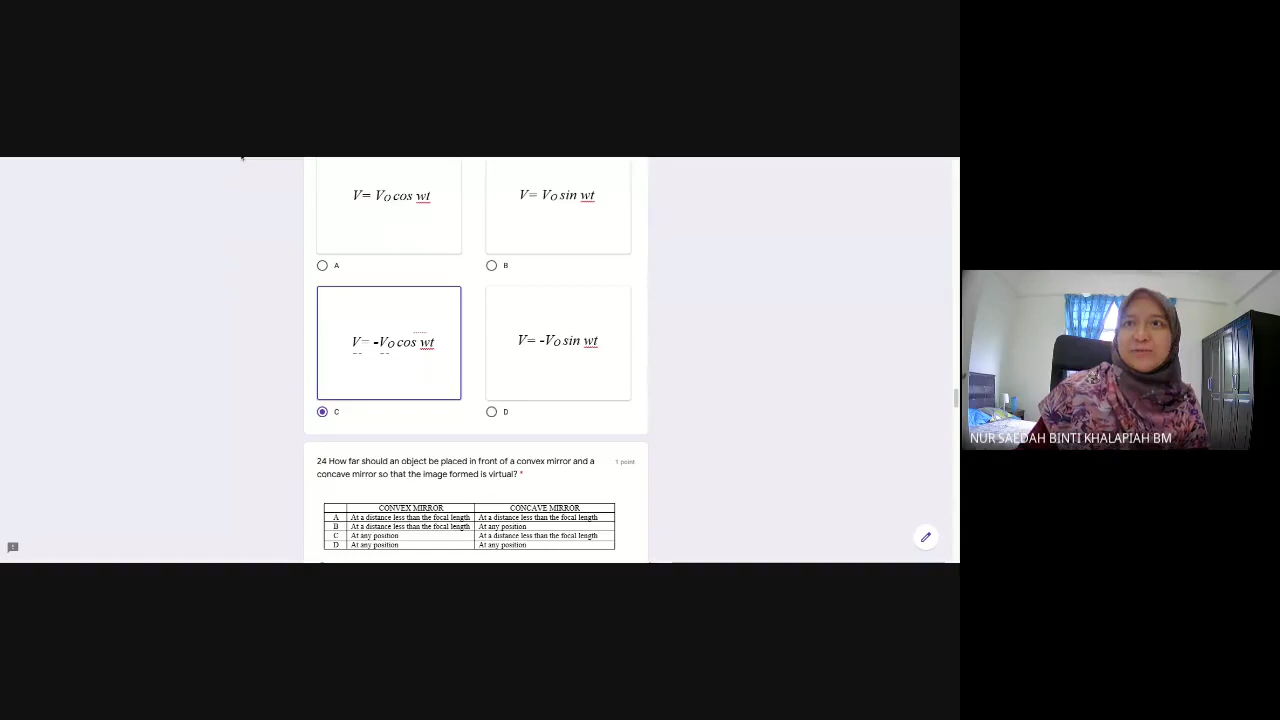 V= VO cos wt
V= VO sin wt
A
B
V= -VO cos wt
V= -VO sin wt
C
D
24 How far should an object be placed in front of a convex mirror and a
concave mirror so that the image formed is virtual? *
1 point
CONVEX MIRROR CONCAVE MIRROR
A At a distance less than the focal length At a distance less than the focal length
B At a distance less than the focal length At any position
C At any position At a distance less than the focal length
D At any position At any position
NUR SAEDAH BINTI KHALAPIAH BM